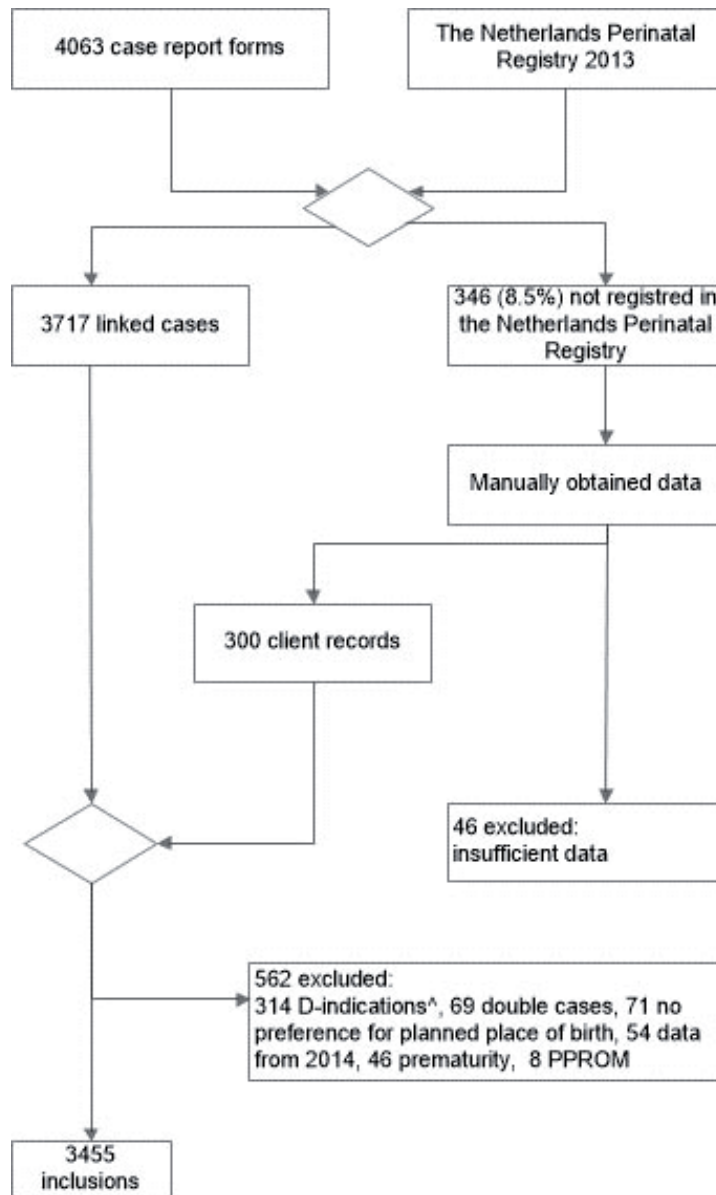 4063 case report forms
The Netherlands Perinatal
Registry 2013
3717 linked cases
346 (8.5%) not registred in
the Netherlands Perinatal
Registry
Manually obtained data
300 client records
46 excluded:
insufficient data
562 excluded:
314 D-indications^, 69 double cases, 71 no
preference for planned place of birth, 54 data
from 2014, 46 prematurity, 8 PPROM
3455
inclusions